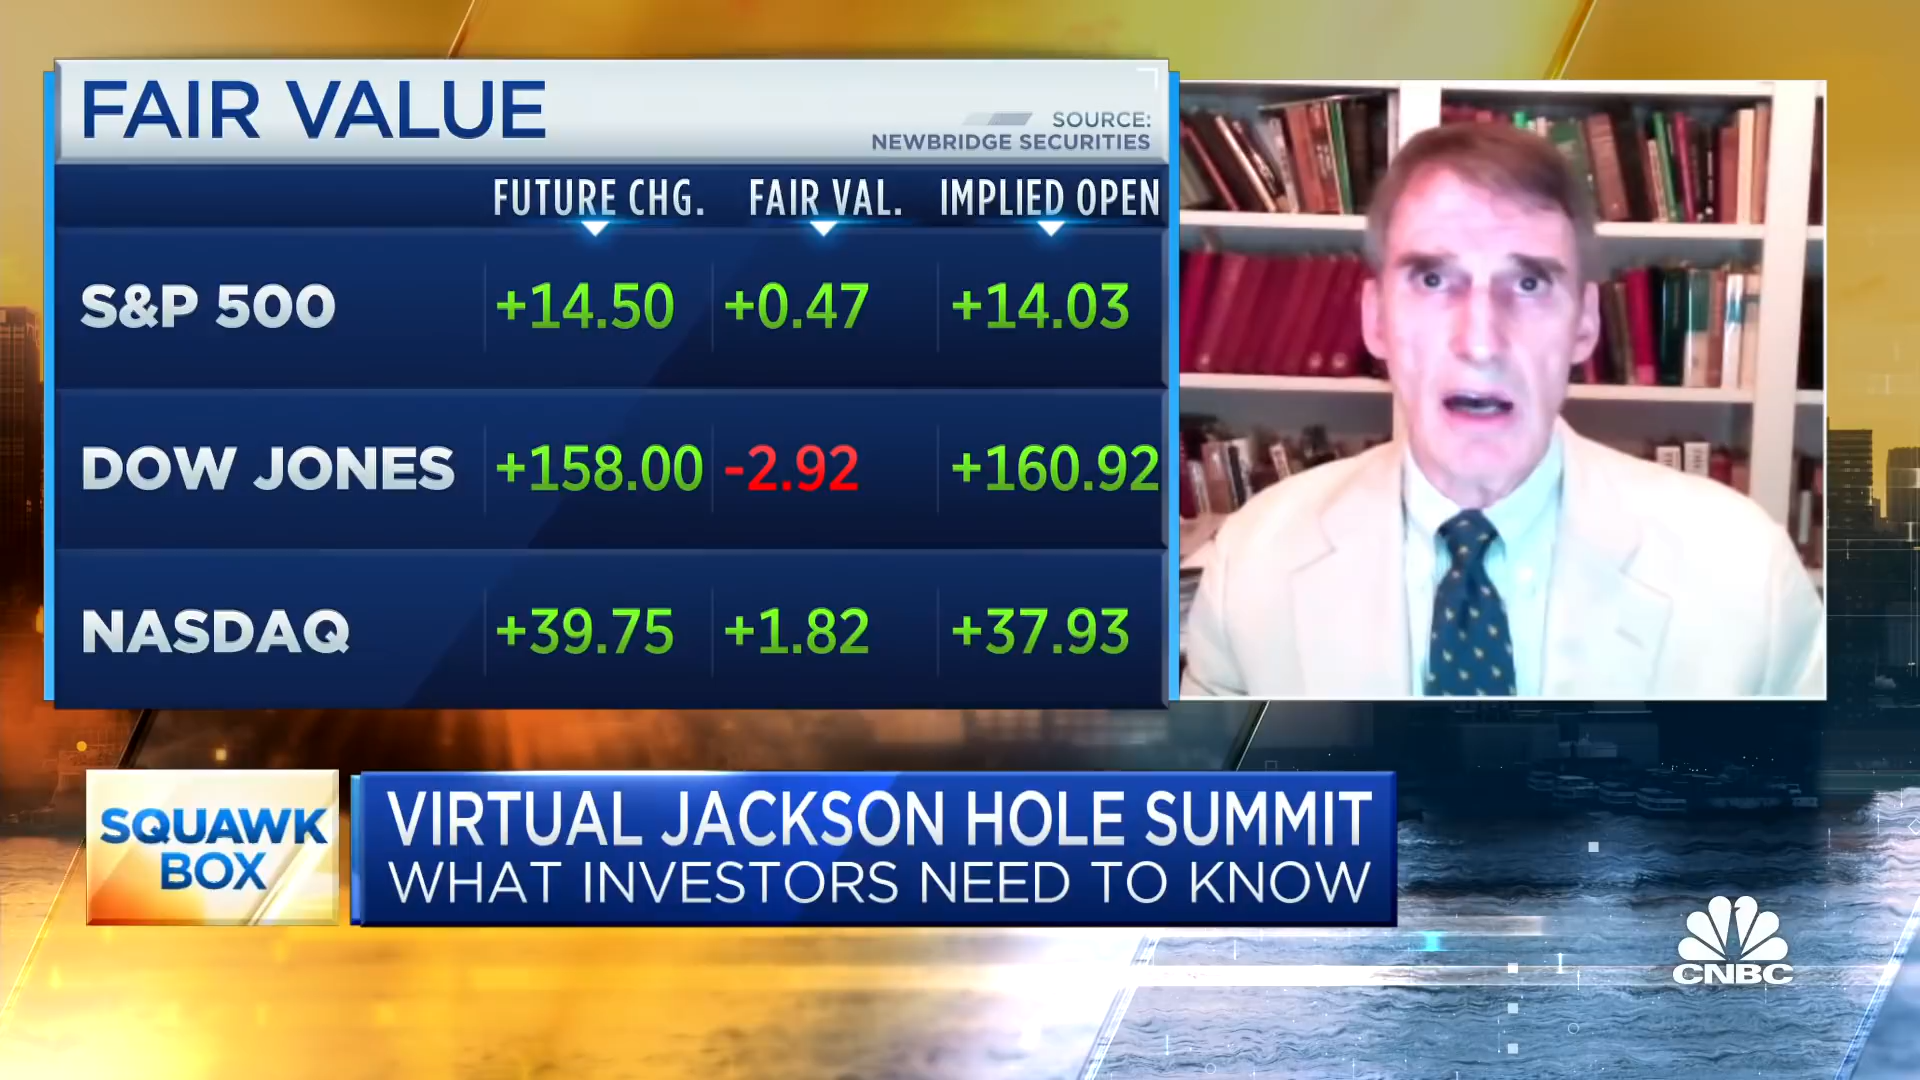 FAIR VALUE
SOURCE:
NEWBRIDGE SECURITIES
FUTURE CHG. FAIR VAL. IMPLIED OPEN
S&P 500 +14.50 +0.47 +14.03
DOW JONES +158.00 -2.92 +160.92
NASDAQ +39.75 +1.82 +37.93
SQUAWK
BOX
VIRTUAL JACKSON HOLE SUMMIT
WHAT INVESTORS NEED TO KNOW
CNBC